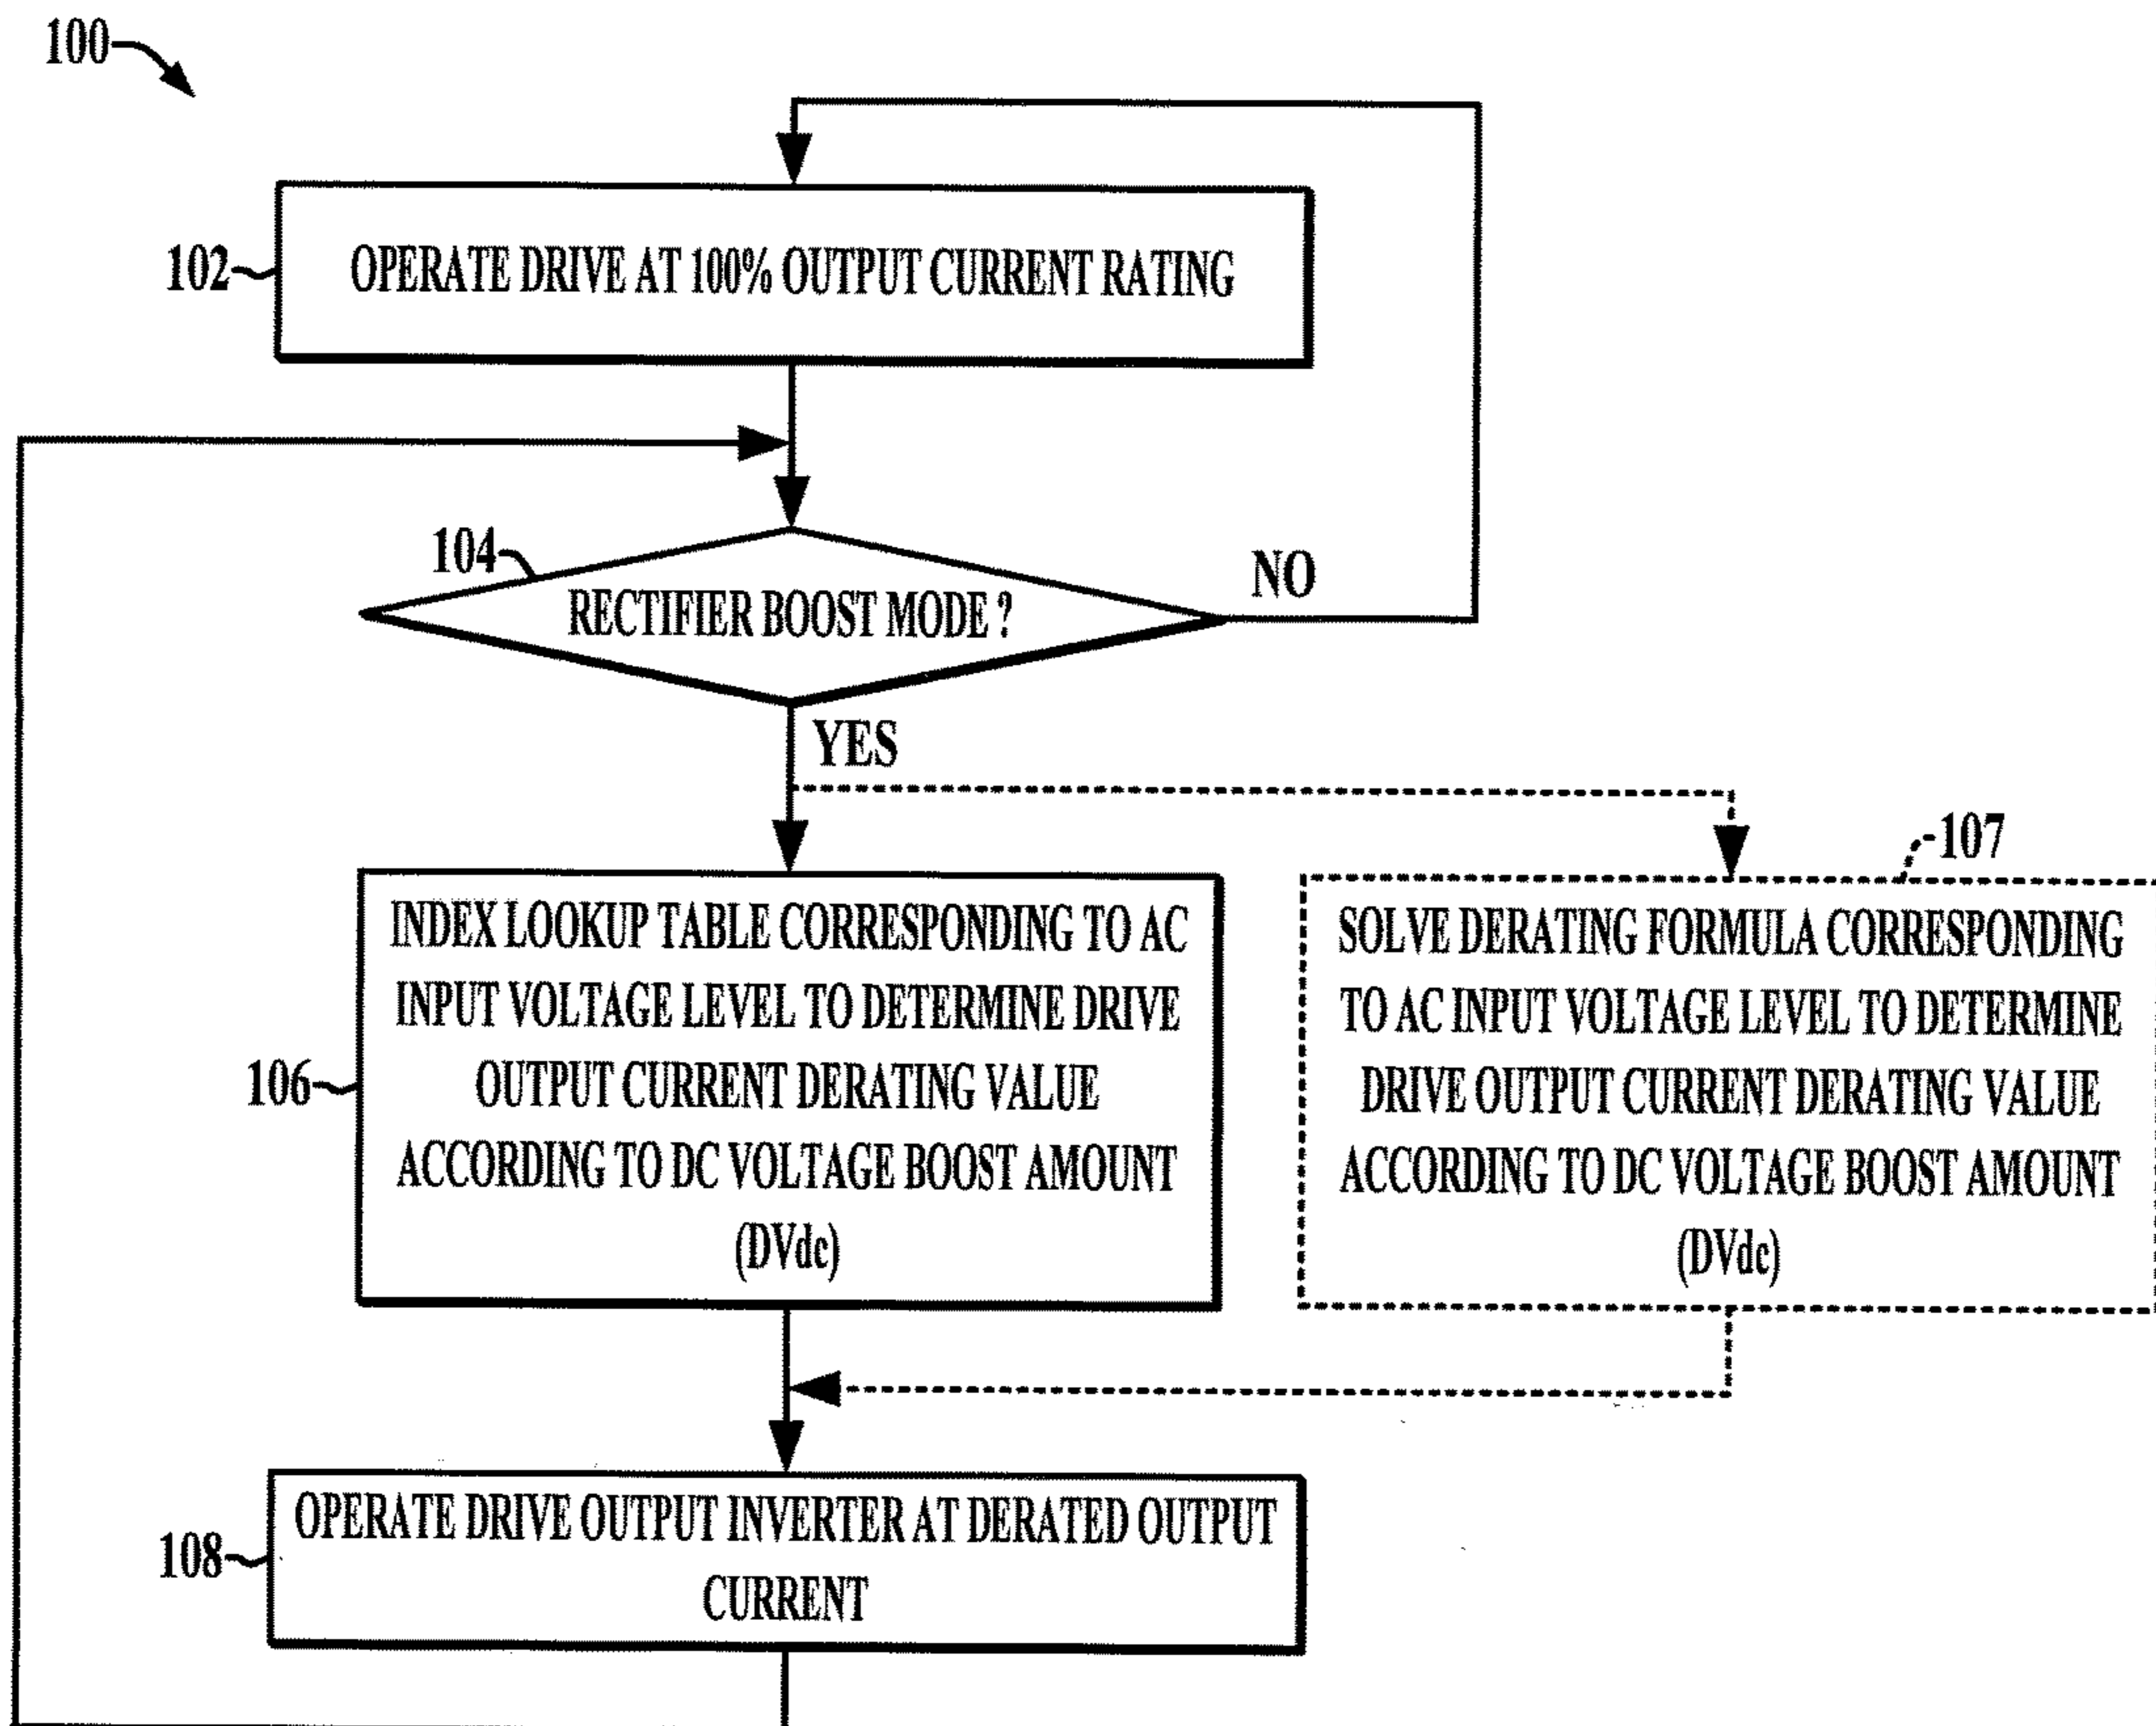 100
102
OPERATE DRIVE AT 100% OUTPUT CURRENT RATING
104
RECTIFIER BOOST MODE ?
NO
YES
106
INDEX LOOKUP TABLE CORRESPONDING TO AC
INPUT VOLTAGE LEVEL TO DETERMINE DRIVE
OUTPUT CURRENT DERATING VALUE
ACCORDING TO DC VOLTAGE BOOST AMOUNT
(DVdc)
107
SOLVE DERATING FORMULA CORRESPONDING
TO AC INPUT VOLTAGE LEVEL TO DETERMINE
DRIVE OUTPUT CURRENT DERATING VALUE
ACCORDING TO DC VOLTAGE BOOST AMOUNT
(DVdc)
108
OPERATE DRIVE OUTPUT INVERTER AT DERATED OUTPUT
CURRENT